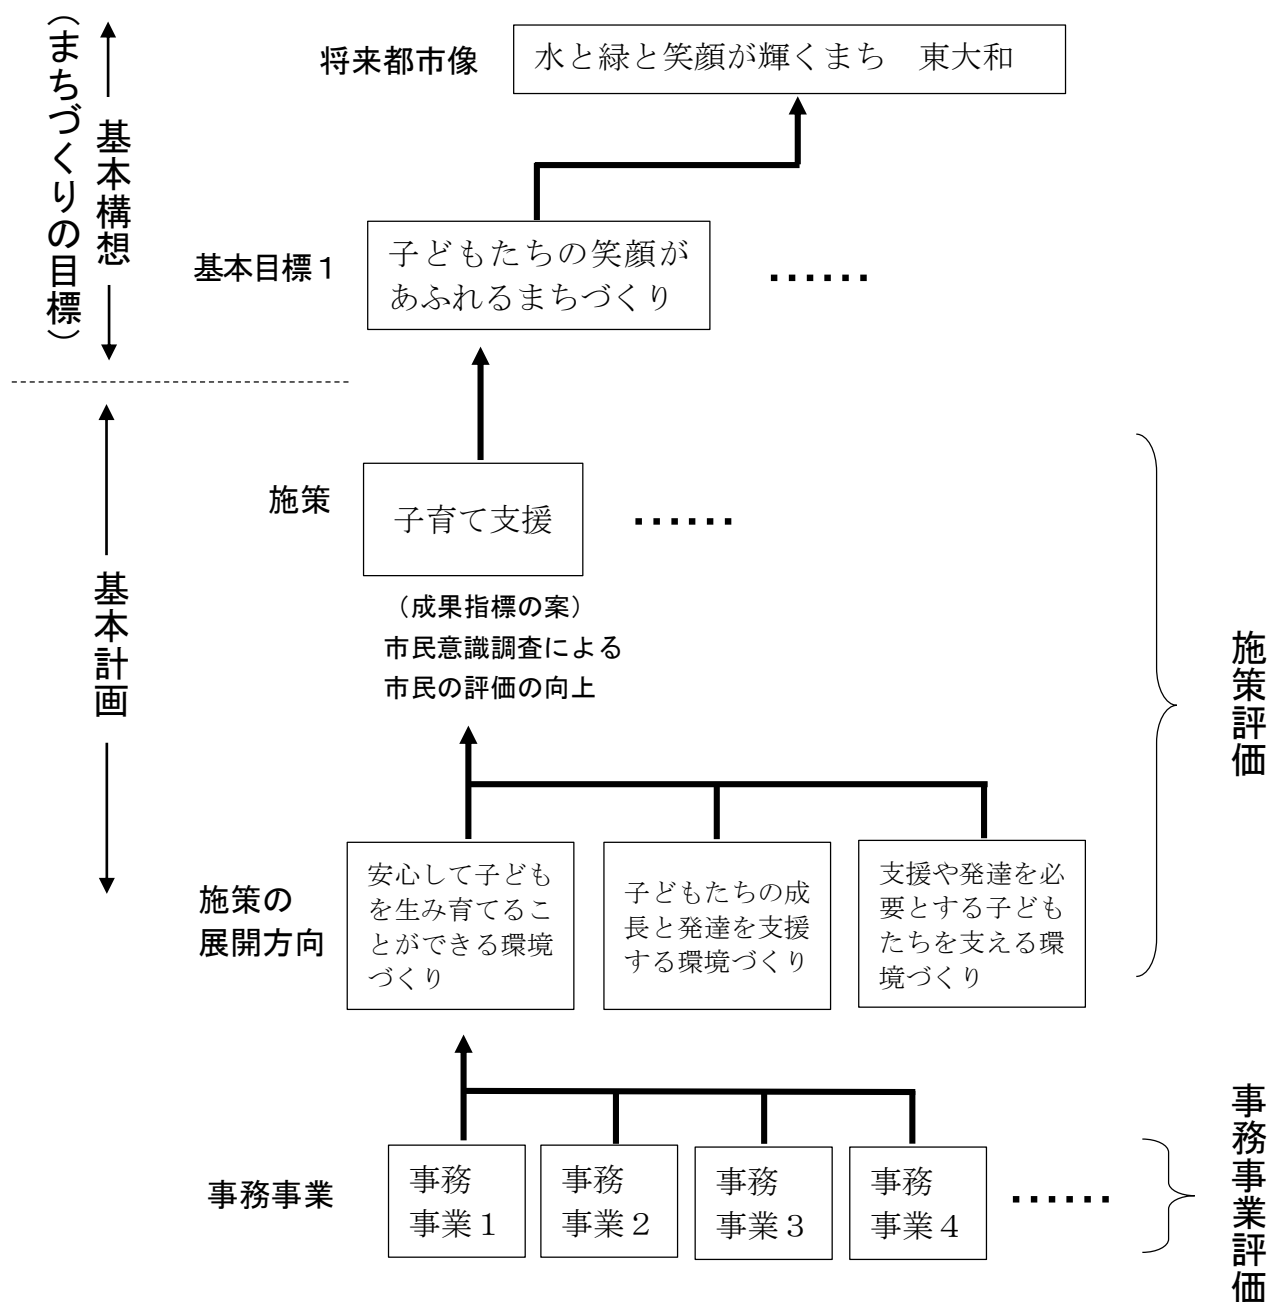 （まちづくりの目標）
基本構想
将来都市像
水と緑と笑顔が輝くまち　東大和
基本目標１
子どもたちの笑顔が
あふれるまちづくり
……
基本計画
施策
子育て支援
……
（成果指標の案）
市民意識調査による
市民の評価の向上
施策評価
施策の
展開方向
安心して子ども
を生み育てるこ
とができる環境
づくり
子どもたちの成
長と発達を支援
する環境づくり
支援や発達を必
要とする子ども
たちを支える環
境づくり
事務事業
事務
事業１
事務
事業２
事務
事業３
事務
事業４
……
事務事業評価